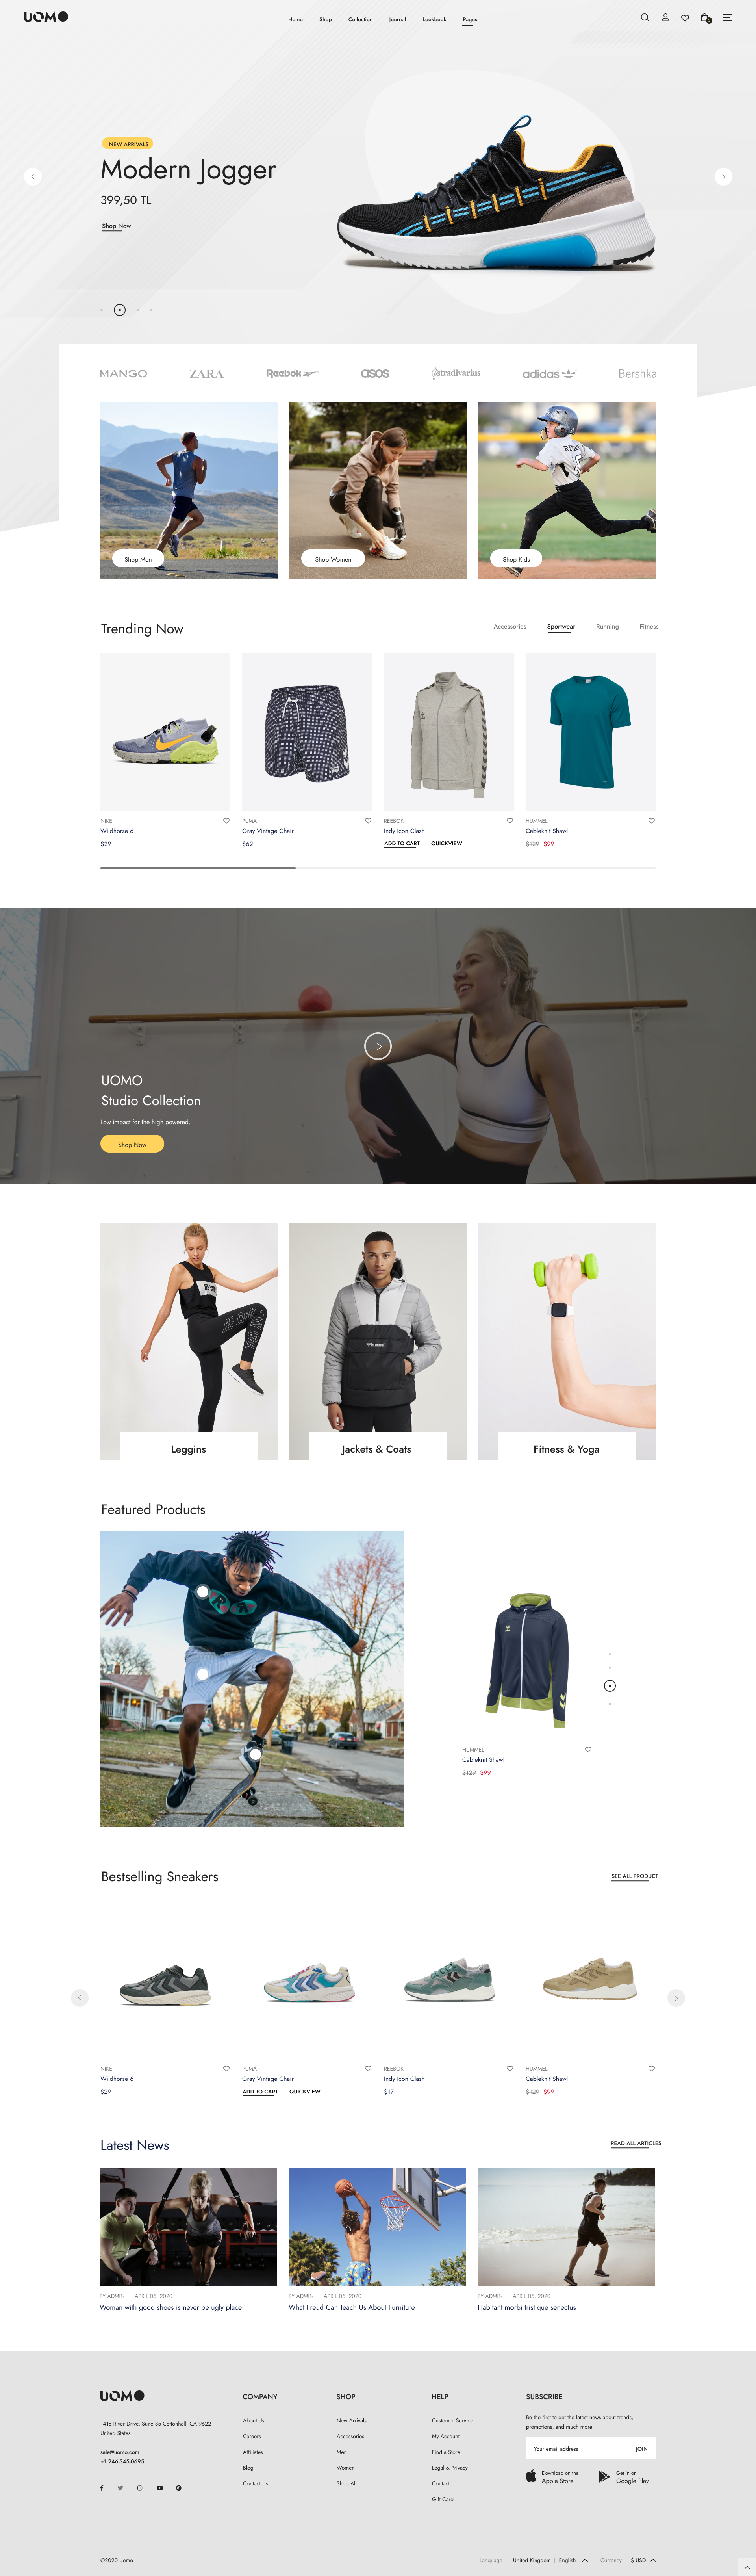 UOMO
Home Shop Collection Journal Lookbook Pages
NEW ARRIVALS
Modern Jogger
399,50 TL
Shop Now
MANGO ZARA Reebok asos stradivarius adidas Bershka
Shop Men
Shop Women
Shop Kids
Trending Now
Accessories Sportwear Running Fitness
NIKE
Wildhorse 6
$29
PUMA
Gray Vintage Chair
$62
REEBOK
Indy Icon Clash
ADD TO CART QUICKVIEW
HUMMEL
Cableknit Shawl
$129 $99
UOMO
Studio Collection
Low impact for the high powered.
Shop Now
Leggins
hummel
Jackets & Coats
Fitness & Yoga
Featured Products
HUMMEL
Cableknit Shawl
$129 $99
Bestselling Sneakers
SEE ALL PRODUCT
NIKE
Wildhorse 6
$29
PUMA
Gray Vintage Chair
ADD TO CART QUICKVIEW
REEBOK
Indy Icon Clash
$17
HUMMEL
Cableknit Shawl
$129 $99
Latest News
READ ALL ARTICLES
BY ADMIN APRIL 05, 2020
Woman with good shoes is never be ugly place
BY ADMIN APRIL 05, 2020
What Freud Can Teach Us About Furniture
BY ADMIN APRIL 05, 2020
Habitant morbi tristique senectus
UOMO
1418 River Drive, Suite 35 Cottonhall, CA 9622
United States
sale@uomo.com
+1 246-345-0695
COMPANY
About Us
Careers
Affiliates
Blog
Contact Us
SHOP
New Arrivals
Accessories
Men
Women
Shop All
HELP
Customer Service
My Account
Find a Store
Legal & Privacy
Contact
Gift Card
SUBSCRIBE
Be the first to get the latest news about trends,
promotions, and much more!
Your email address JOIN
Download on the
Apple Store
Get in on
Google Play
©2020 Uomo
Language United Kingdom | English Currency $ USD